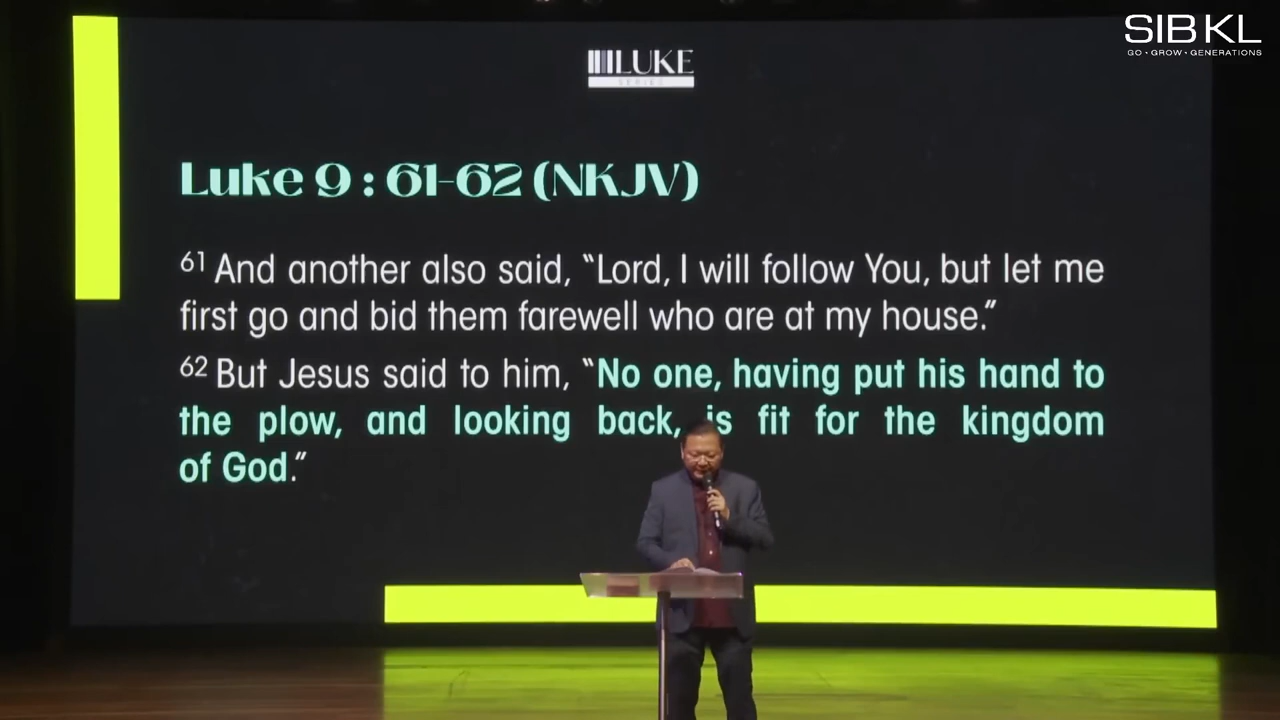 SIBKL
GO • GROW • GENERATIONS
LUKE
SERIES
Luke 9 : 61-62 (NKJV)
61 And another also said, “Lord, I will follow You, but let me
first go and bid them farewell who are at my house.”
62 But Jesus said to him, “No one, having put his hand to
the plow, and looking back, is fit for the kingdom
of God.”